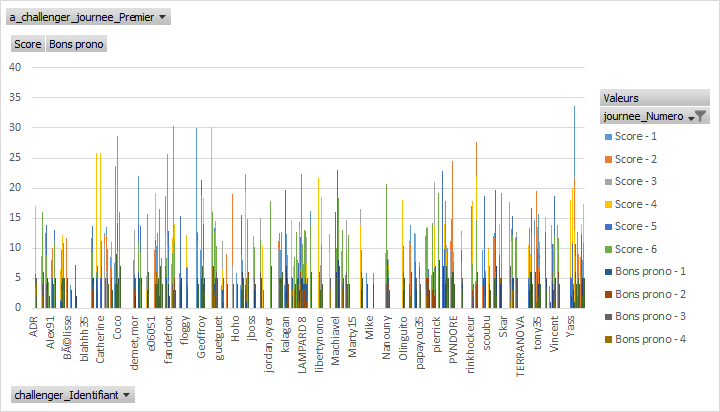 a_challenger_journee_Premier
Score Bons prono
40
35
30
25
20
15
10
5
0
ADR
Alex91
BÃ©lisse
blahhh35
Catherine
Coco
demet,mor
e06051
fandefoot
floggy
Geoffroy
guetguet
Hoho
jboss
jordan,oyer
kalagan
LAMPARD8
libertynono
Machiavel
Marty15
Mike
Nanouny
Olinguito
papayou35
pierrick
PVNDORE
rinkhockeur
scoubu
Skar
TERRANOVA
tony35
Vincent
Yass
Valeurs
journee_Numero
Score - 1
Score - 2
Score - 3
Score - 4
Score - 5
Score - 6
Bons prono - 1
Bons prono - 2
Bons prono - 3
Bons prono - 4
challenger_Identifiant